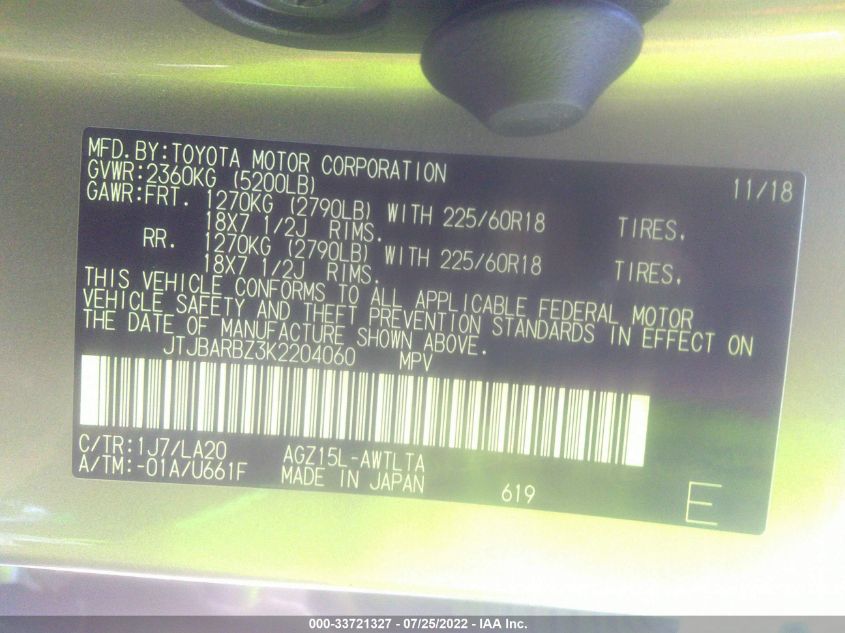 MFD.BY:TOYOTA MOTOR CORPORATION 11/18
GVWR:2360KG (5200LB)
GAWR:FRT. 1270KG (2790LB) WITH 225/60R18 TIRES,
18X7 1/2J RIMS.
RR. 1270KG (2790LB) WITH 225/60R18 TIRES,
18X7 1/2J RIMS.
THIS VEHICLE CONFORMS TO ALL APPLICABLE FEDERAL MOTOR
VEHICLE SAFETY AND THEFT PREVENTION STANDARDS IN EFFECT ON
THE DATE OF MANUFACTURE SHOWN ABOVE.
JTJBARBZ3K2204060 MPV
C/TR:1J7/LA20 AGZ15L-AWTLTA
A/TM:-01A/U661F MADE IN JAPAN 619 E
000-33721327 - 07/25/2022 - IAA Inc.